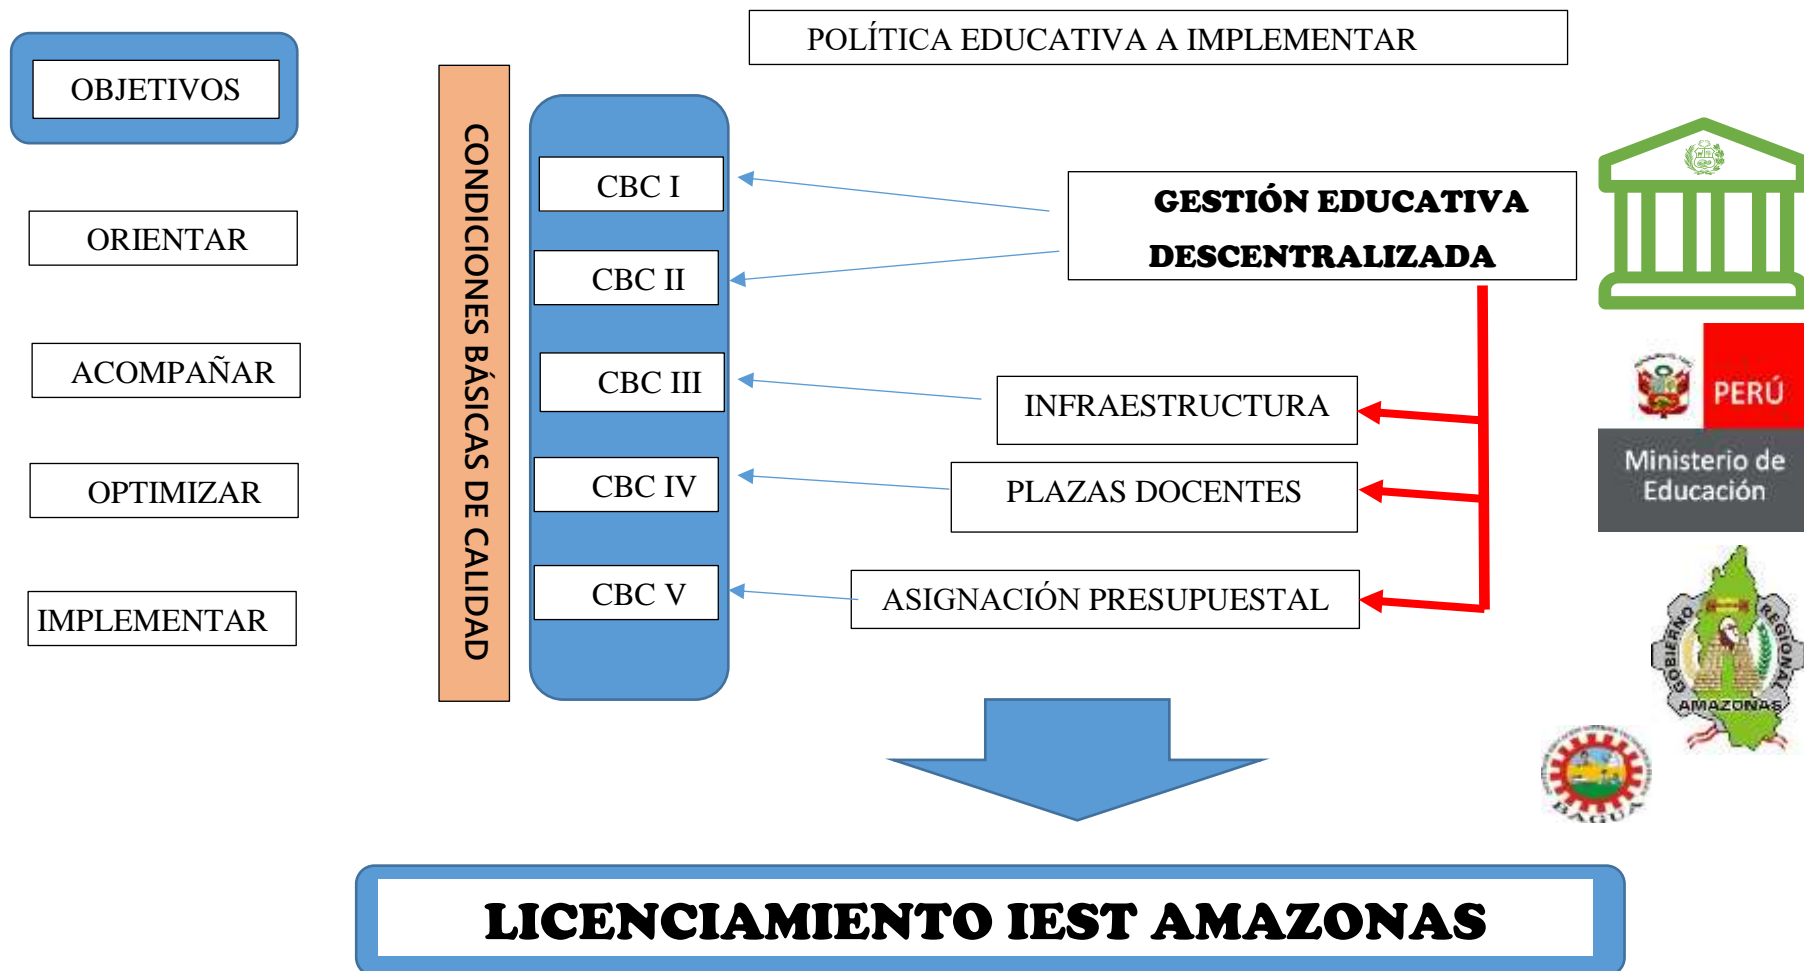 POLÍTICA EDUCATIVA A IMPLEMENTAR
OBJETIVOS
ORIENTAR
ACOMPAÑAR
OPTIMIZAR
IMPLEMENTAR
CONDICIONES BÁSICAS DE CALIDAD
CBC I
CBC II
CBC III
CBC IV
CBC V
GESTIÓN EDUCATIVA
DESCENTRALIZADA
INFRAESTRUCTURA
PLAZAS DOCENTES
ASIGNACIÓN PRESUPUESTAL
PERÚ
Ministerio de
Educación
GOBIERNO REGIONAL
AMAZONAS
BAGUA
LICENCIAMIENTO IEST AMAZONAS